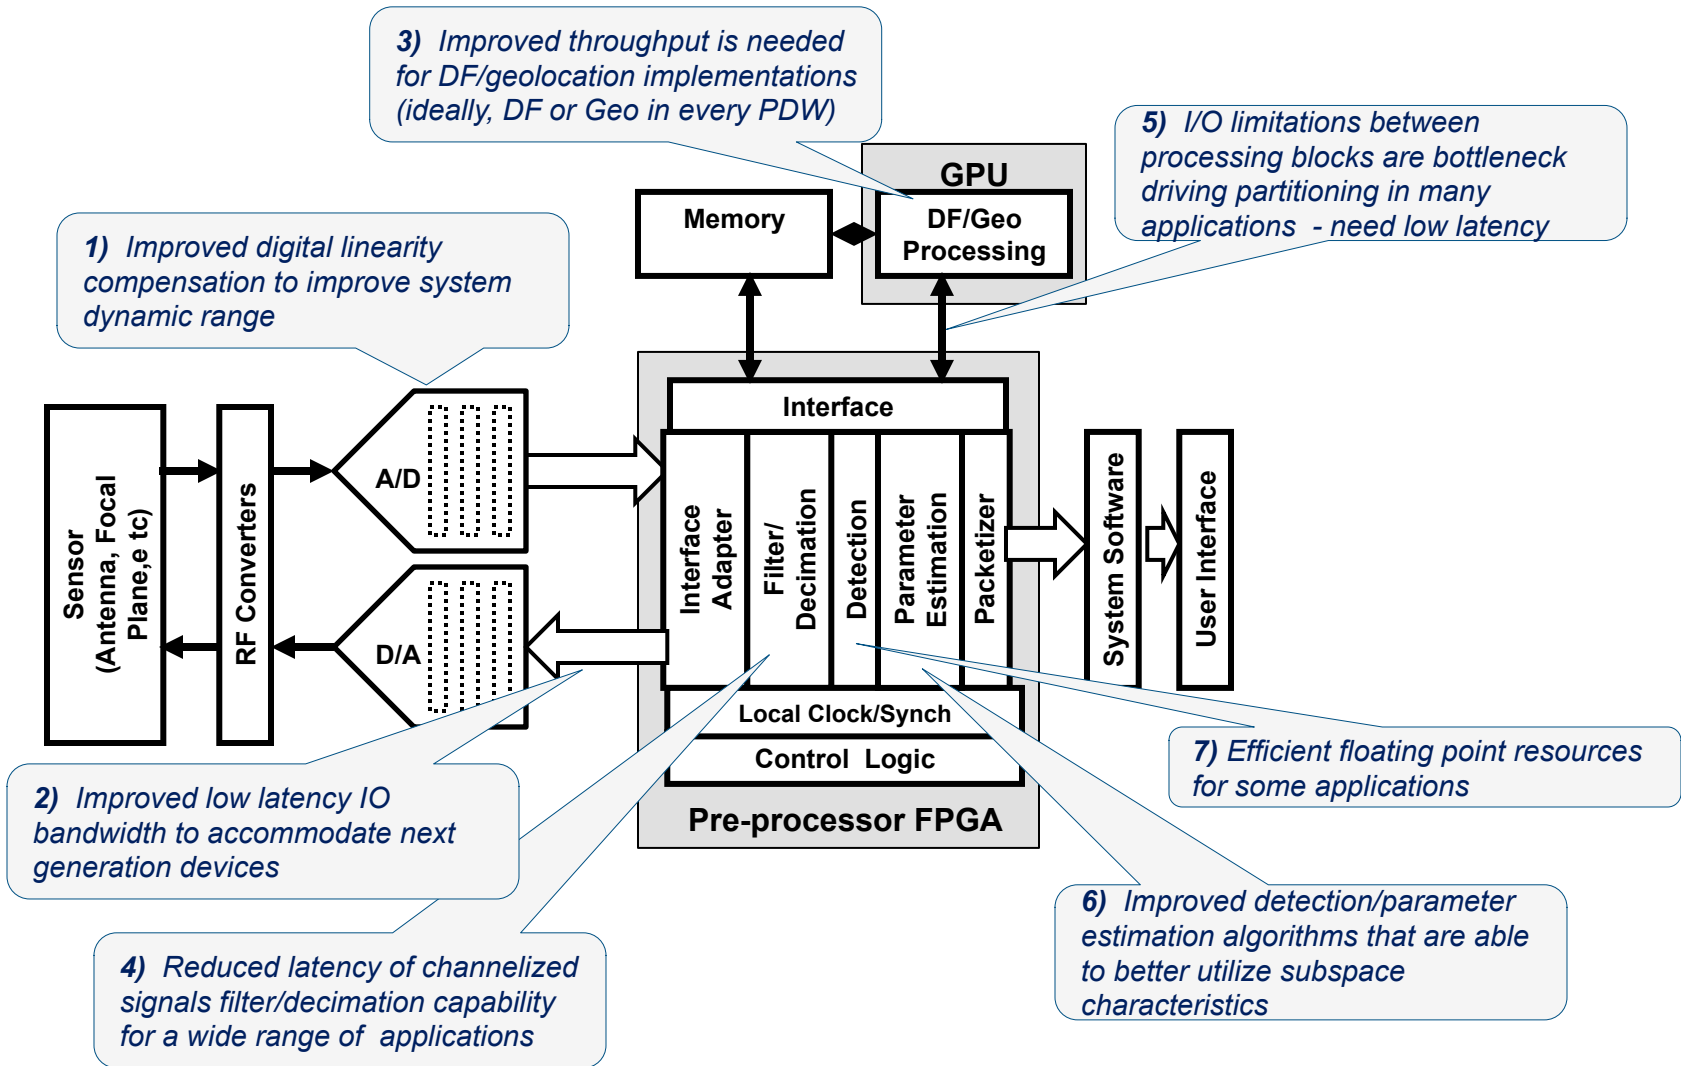 3) Improved throughput is needed
for DF/geolocation implementations
(ideally, DF or Geo in every PDW)
5) I/O limitations between
processing blocks are bottleneck
driving partitioning in many
applications - need low latency
GPU
Memory
DF/Geo
Processing
1) Improved digital linearity
compensation to improve system
dynamic range
Interface
Sensor
(Antenna, Focal
Plane,e tc)
RF Converters
A/D
D/A
Interface
Adapter
Filter/
Decimation
Detection
Parameter
Estimation
Packetizer
System Software
User Interface
Local Clock/Synch
Control Logic
Pre-processor FPGA
7) Efficient floating point resources
for some applications
2) Improved low latency IO
bandwidth to accommodate next
generation devices
6) Improved detection/parameter
estimation algorithms that are able
to better utilize subspace
characteristics
4) Reduced latency of channelized
signals filter/decimation capability
for a wide range of applications